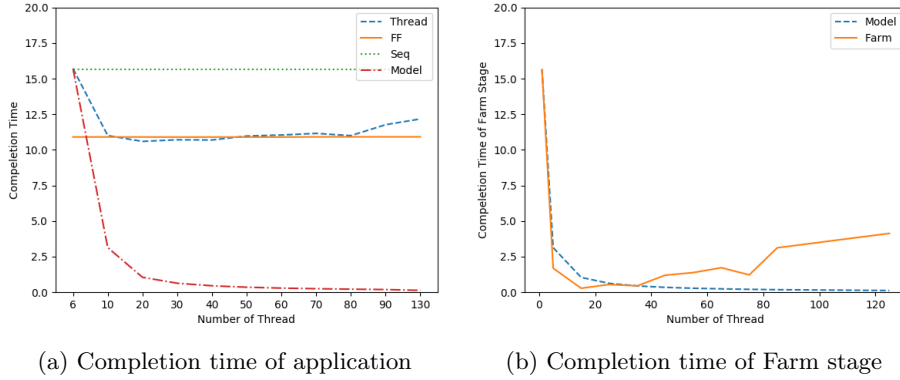 20.0
17.5
15.0
12.5
10.0
7.5
5.0
2.5
0.0
Compeletion Time
6 10 20 30 40 50 60 70 80 90 130
Number of Thread
Thread
FF
Seq
Model
(a) Completion time of application
20.0
17.5
15.0
12.5
10.0
7.5
5.0
2.5
0.0
Compeletion Time of Farm Stage
0 20 40 60 80 100 120
Number of Thread
Model
Farm
(b) Completion time of Farm stage